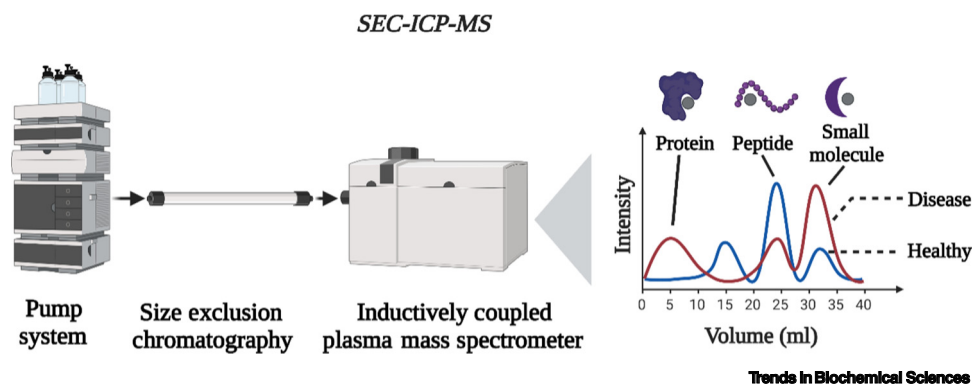 SEC-ICP-MS
Pump
system
Size exclusion
chromatography
Inductively coupled
plasma mass spectrometer
Protein
Peptide
Small
molecule
Disease
Healthy
Intensity
0 5 10 15 20 25 30 35 40
Volume (ml)
Trends in Biochemical Sciences